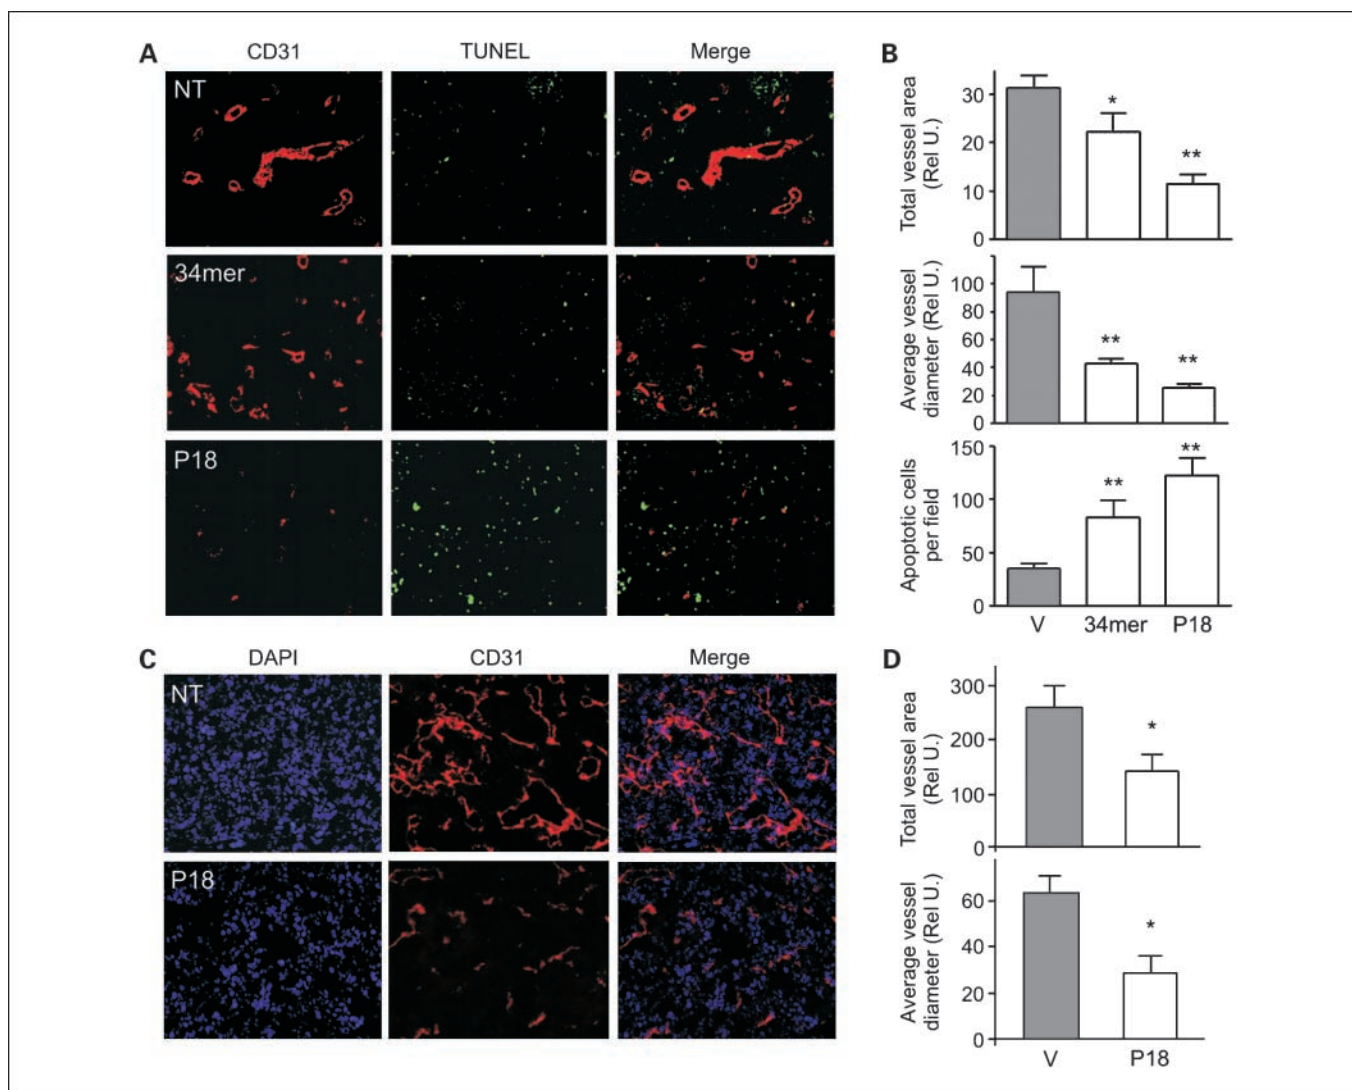 A
CD31
TUNEL
Merge
NT
34mer
P18
B
Total vessel area
(Rel U.)
30
20
10
0
*
**
Average vessel
diameter (Rel U.)
100
80
60
40
20
0
**
**
Apoptotic cells
per field
150
100
50
0
**
**
V
34mer
P18
C
DAPI
CD31
Merge
NT
P18
D
Total vessel area
(Rel U.)
300
200
100
0
*
Average vessel
diameter (Rel U.)
60
40
20
0
*
V
P18